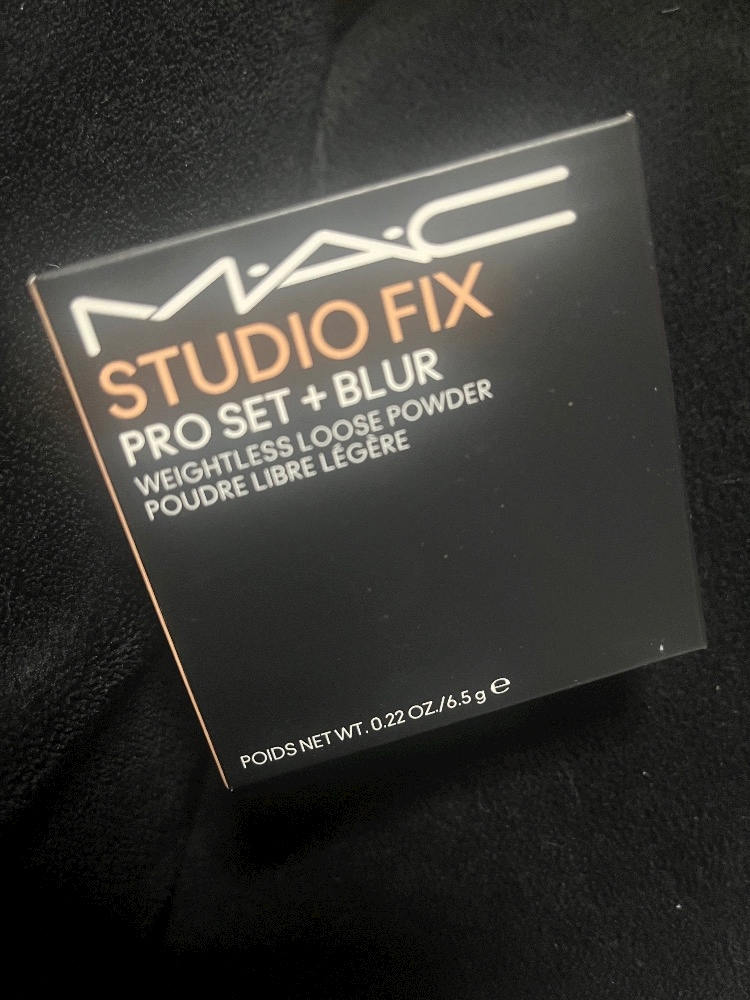 M·A·C
STUDIO FIX
PRO SET + BLUR
WEIGHTLESS LOOSE POWDER
POUDRE LIBRE LÉGÈRE
POIDS NET WT. 0.22 OZ./6.5 g ℮